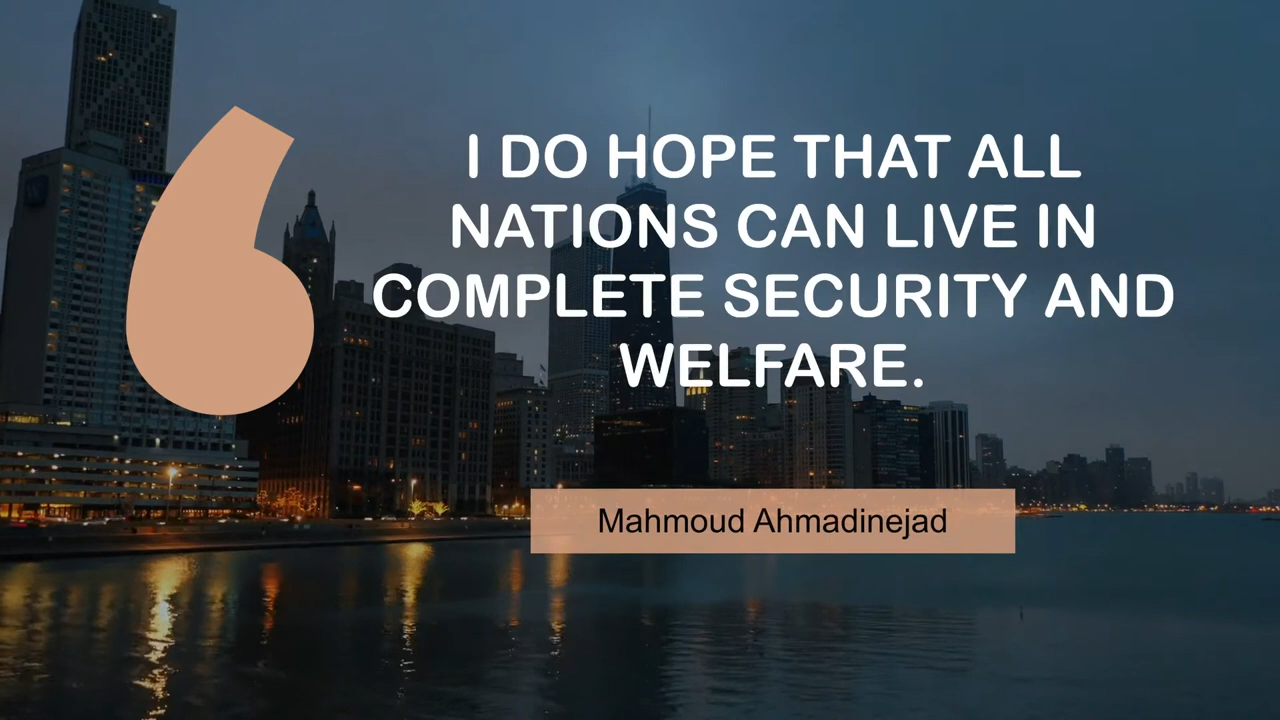 I DO HOPE THAT ALL
NATIONS CAN LIVE IN
COMPLETE SECURITY AND
WELFARE.
Mahmoud Ahmadinejad